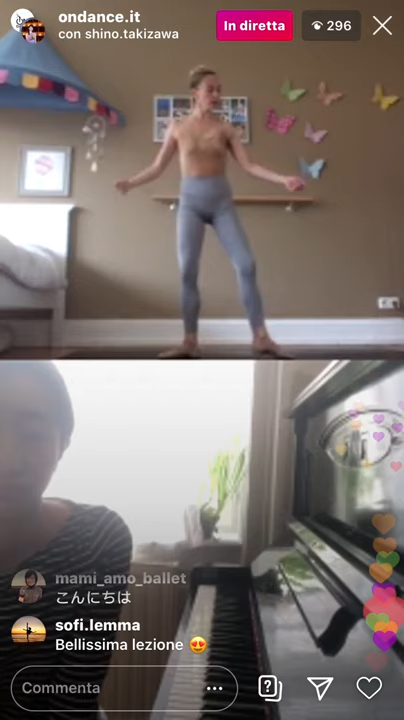 ondance.it
con shino.takizawa
In diretta
296
mami_amo_ballet
こんにちは
sofi.lemma
Bellissima lezione 😍
Commenta